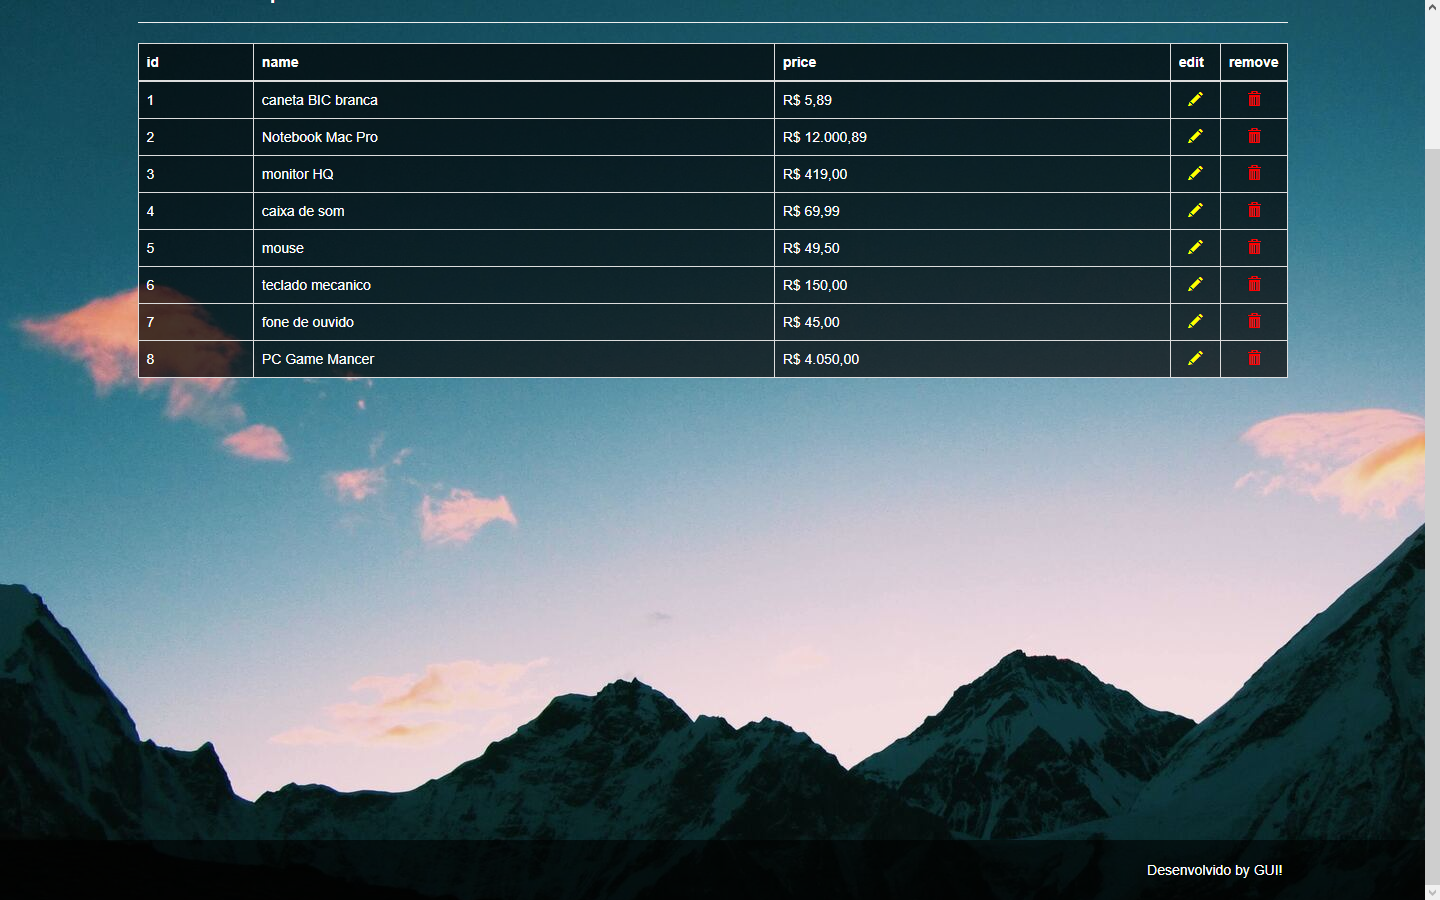 id name price edit remove
1 caneta BIC branca R$ 5,89
2 Notebook Mac Pro R$ 12.000,89
3 monitor HQ R$ 419,00
4 caixa de som R$ 69,99
5 mouse R$ 49,50
6 teclado mecanico R$ 150,00
7 fone de ouvido R$ 45,00
8 PC Game Mancer R$ 4.050,00
Desenvolvido by GUI!